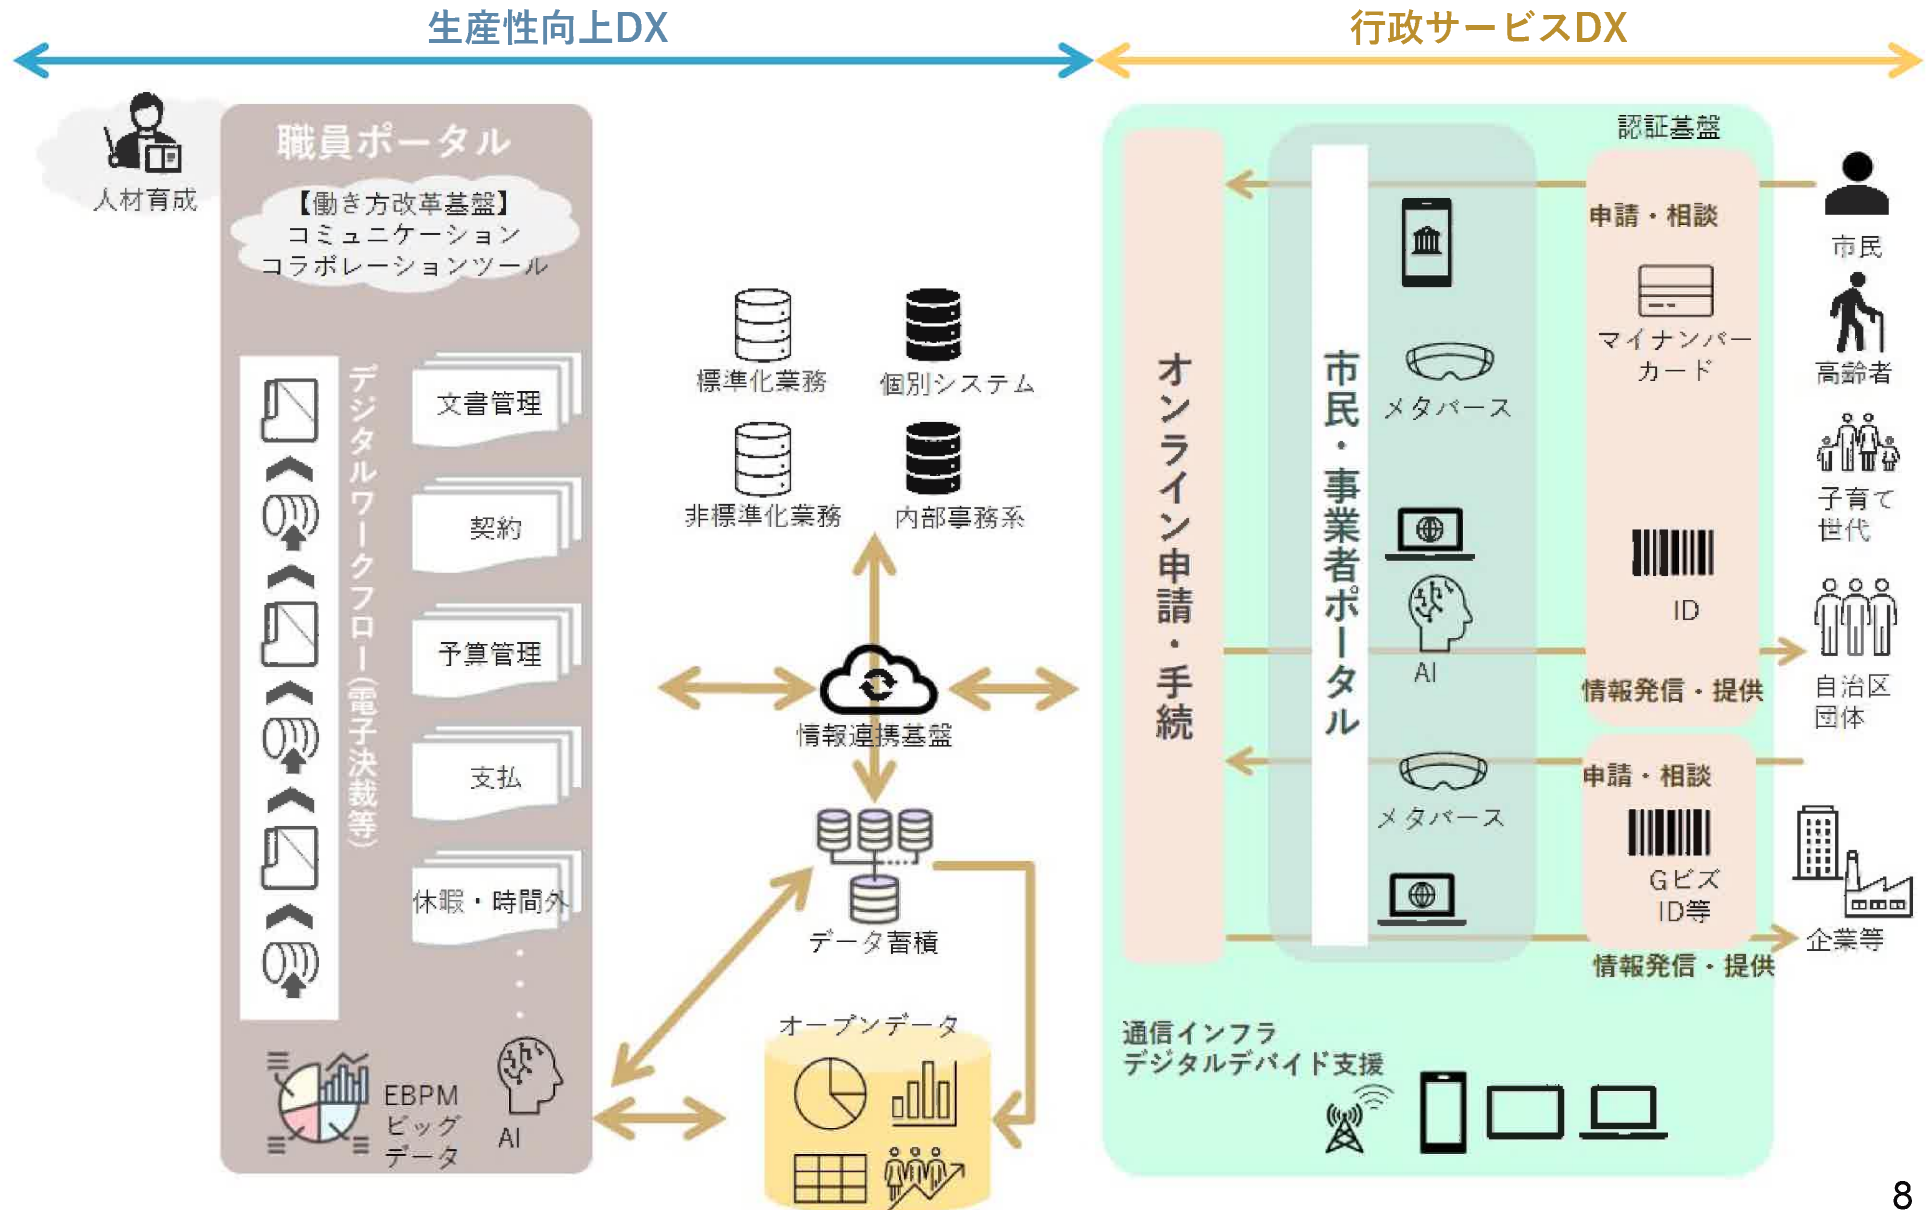 生産性向上DX
行政サービスDX
人材育成
職員ポータル
【働き方改革基盤】
コミュニケーション
コラボレーションツール
デジタルワークフロー(電子決裁等)
文書管理
契約
予算管理
支払
休暇・時間外
・
・
・
EBPM
ビッグ
データ
AI
標準化業務
個別システム
非標準化業務
内部事務系
情報連携基盤
データ蓄積
オープンデータ
オンライン申請・手続
市民・事業者ポータル
メタバース
AI
メタバース
認証基盤
申請・相談
マイナンバー
カード
ID
情報発信・提供
申請・相談
Gビズ
ID等
情報発信・提供
市民
高齢者
子育て
世代
自治区
団体
企業等
通信インフラ
デジタルデバイド支援
8